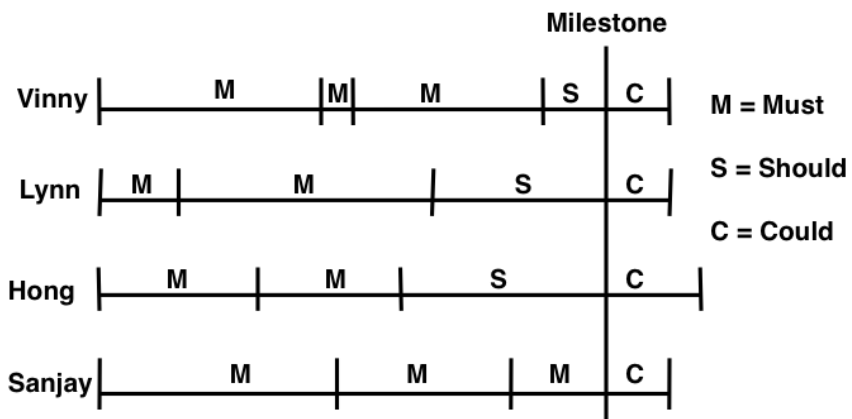 Milestone
Vinny M M M S C
M = Must
Lynn M M S C
S = Should
C = Could
Hong M M S C
Sanjay M M M C